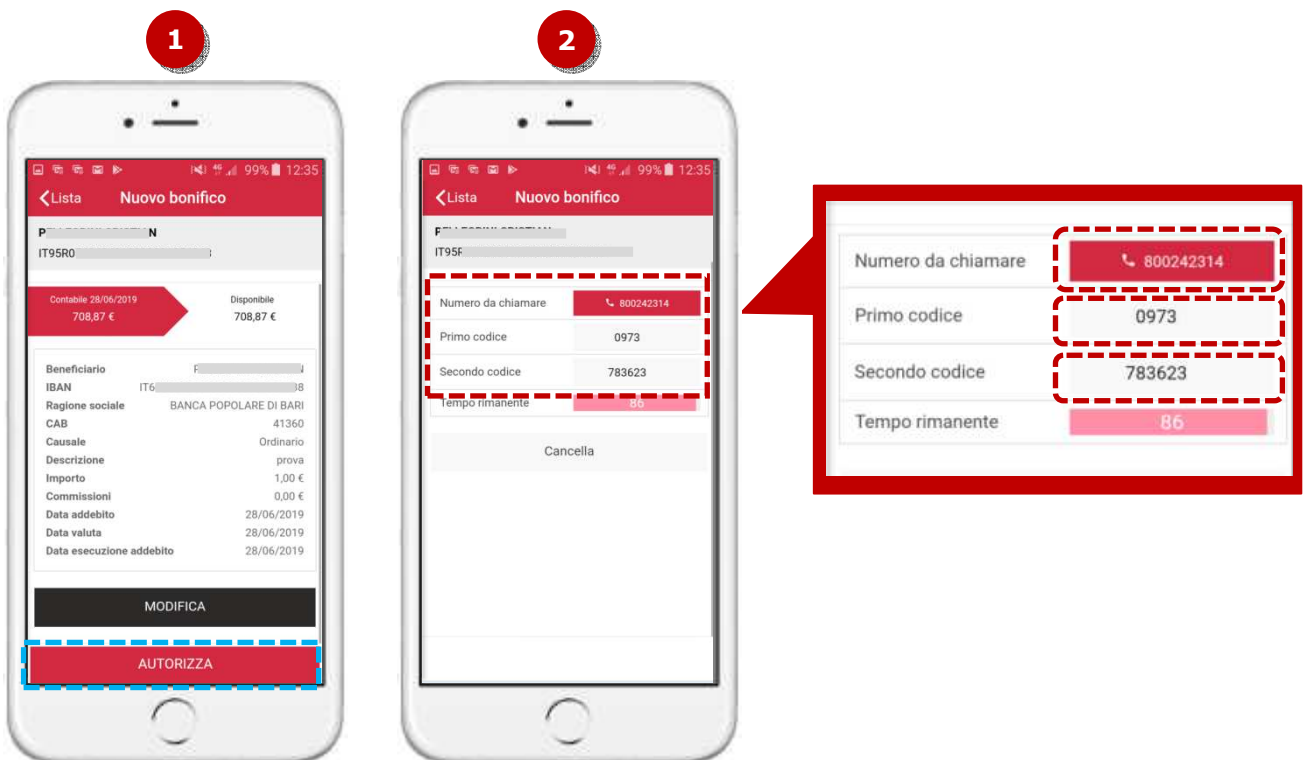 1
99% 12:35
Lista Nuovo bonifico
P N
IT95R0
Contabile 28/06/2019
708,87 €
Disponibile
708,87 €
Beneficiario
IBAN IT6 38
Ragione sociale BANCA POPOLARE DI BARI
CAB 41360
Causale Ordinario
Descrizione prova
Importo 1,00 €
Commissioni 0,00 €
Data addebito 28/06/2019
Data valuta 28/06/2019
Data esecuzione addebito 28/06/2019
MODIFICA
AUTORIZZA
2
4G 99% 12:35
Lista Nuovo bonifico
IT95
Numero da chiamare 800242314
Primo codice 0973
Secondo codice 783623
Tempo rimanente 86
Cancella
Numero da chiamare 800242314
Primo codice 0973
Secondo codice 783623
Tempo rimanente 86